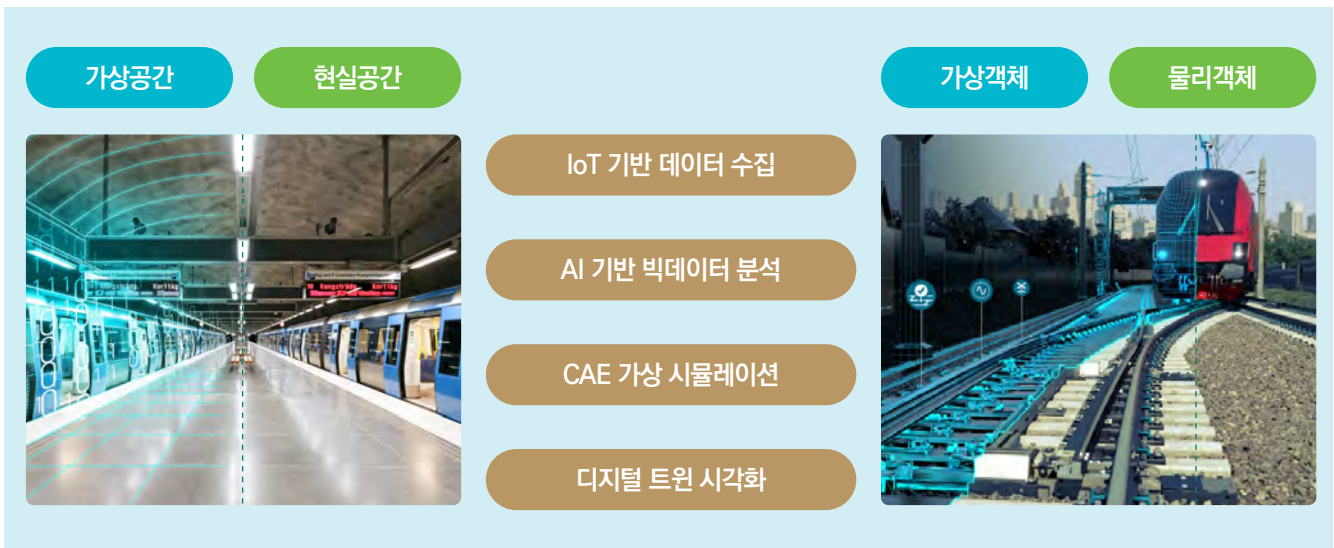 가상공간
현실공간
가상객체
물리객체
IoT 기반 데이터 수집
AI 기반 빅데이터 분석
CAE 가상 시뮬레이션
디지털 트윈 시각화
Kungsträdg. Kortåg